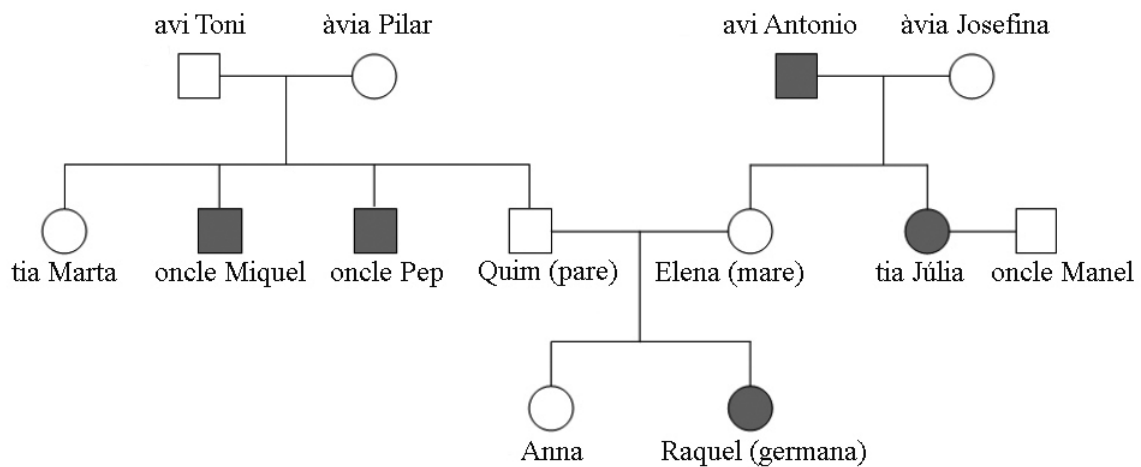 avi Toni
àvia Pilar
avi Antonio
àvia Josefina
tia Marta
oncle Miquel
oncle Pep
Quim (pare)
Elena (mare)
tia Júlia
oncle Manel
Anna
Raquel (germana)